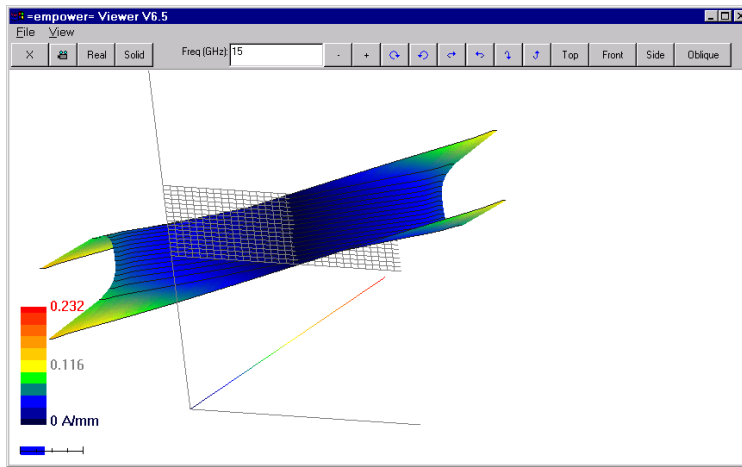 =empower= Viewer V6.5
File View
X Real Solid Freq (GHz): 15 - + Top Front Side Oblique
0.232
0.116
0 A/mm